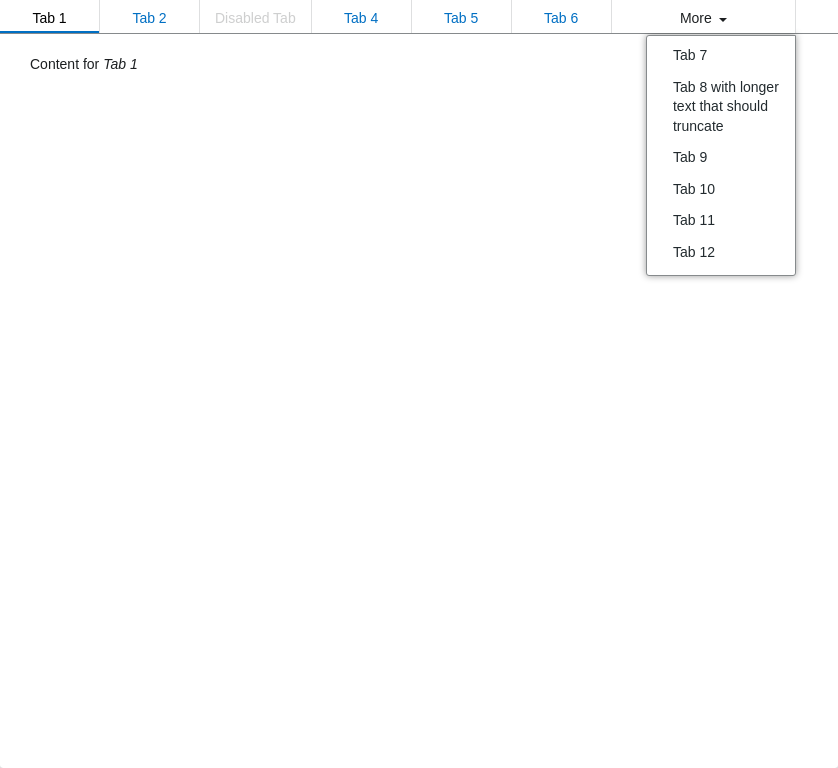 Tab 1 Tab 2 Disabled Tab Tab 4 Tab 5 Tab 6 More
Content for Tab 1
Tab 7
Tab 8 with longer
text that should
truncate
Tab 9
Tab 10
Tab 11
Tab 12